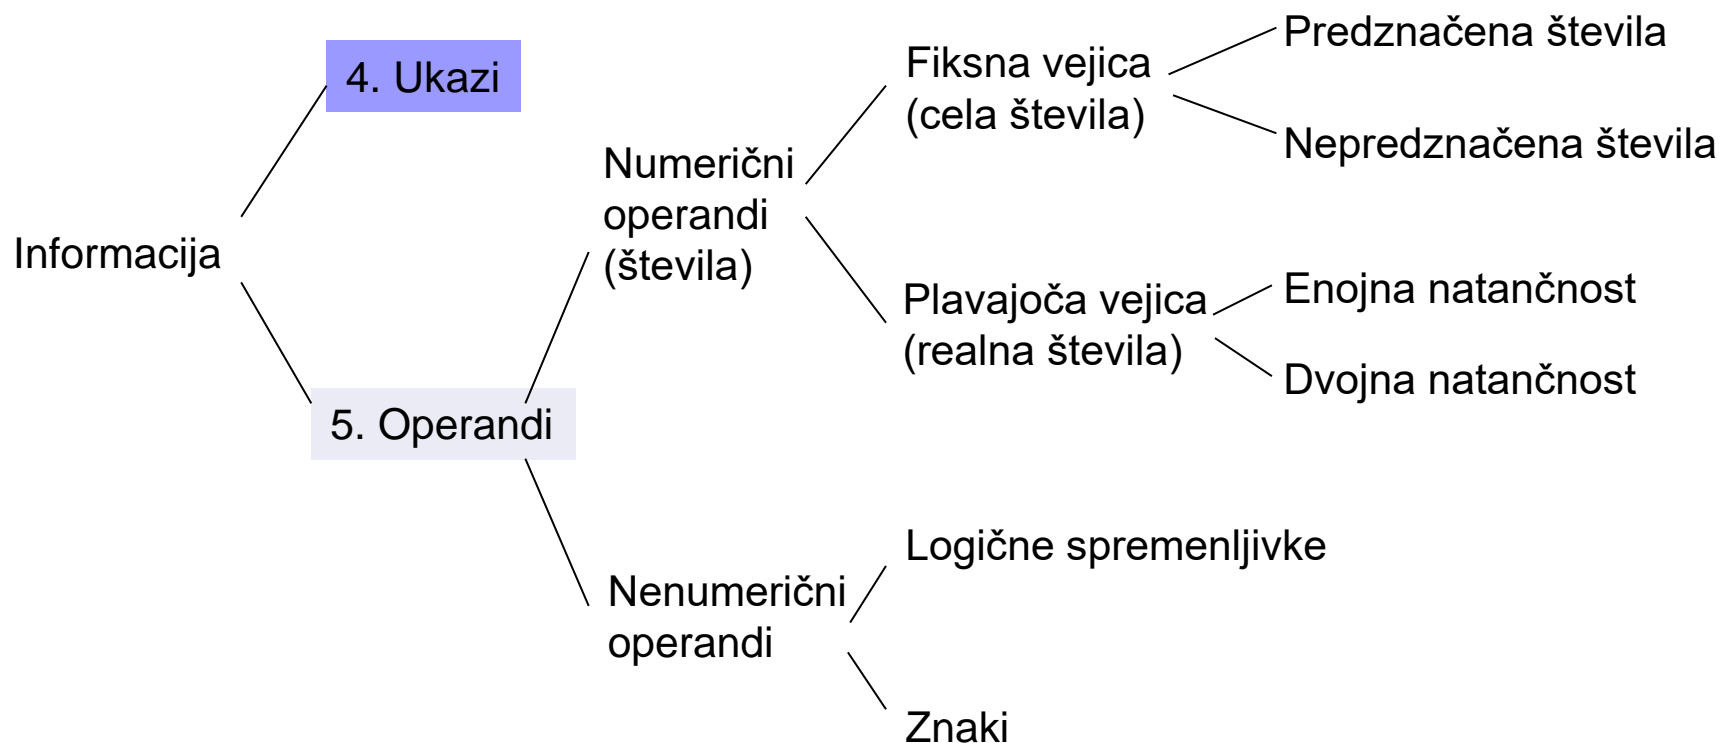 Informacija
4. Ukazi
5. Operandi
Numerični
operandi
(števila)
Fiksna vejica
(cela števila)
Predznačena števila
Nepredznačena števila
Plavajoča vejica
(realna števila)
Enojna natančnost
Dvojna natančnost
Nenumerični
operandi
Logične spremenljivke
Znaki